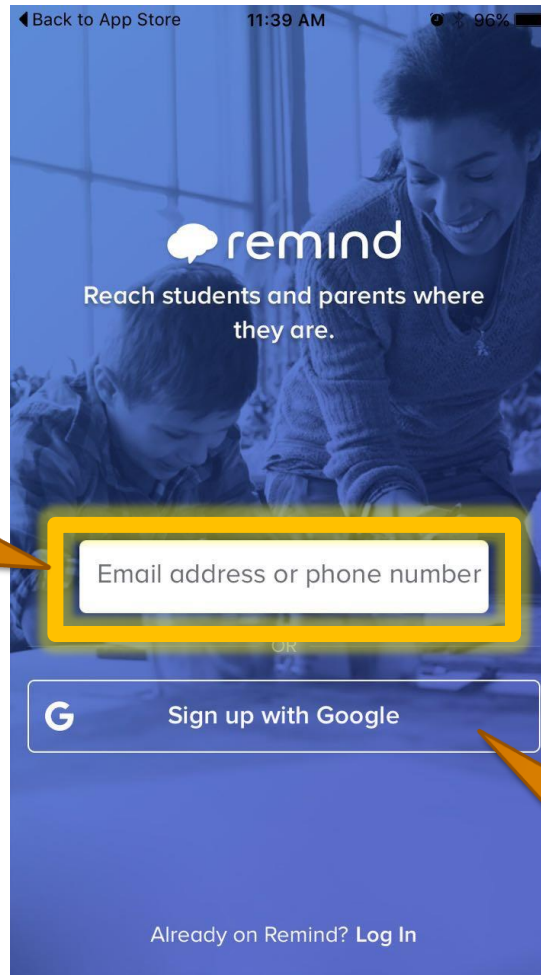 Back to App Store 11:39 AM 96%
remind
Reach students and parents where
they are.
Email address or phone number
OR
G Sign up with Google
Already on Remind? Log In